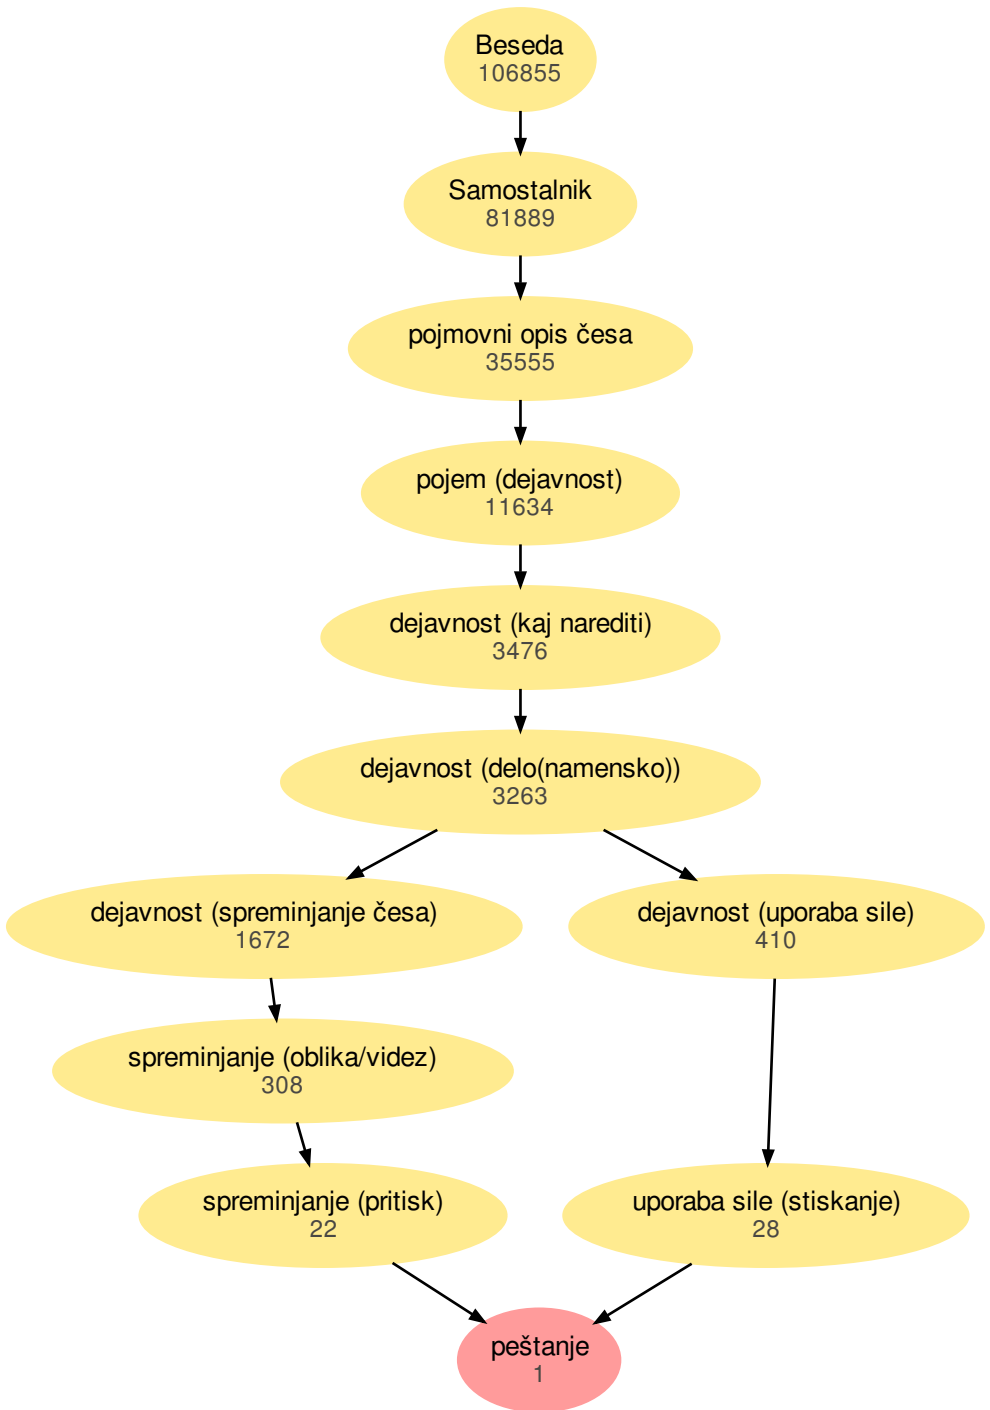 Beseda
106855
Samostalnik
81889
pojmovni opis česa
35555
pojem (dejavnost)
11634
dejavnost (kaj narediti)
3476
dejavnost (delo(namensko))
3263
dejavnost (spreminjanje česa)
1672
dejavnost (uporaba sile)
410
spreminjanje (oblika/videz)
308
spreminjanje (pritisk)
22
uporaba sile (stiskanje)
28
peštanje
1